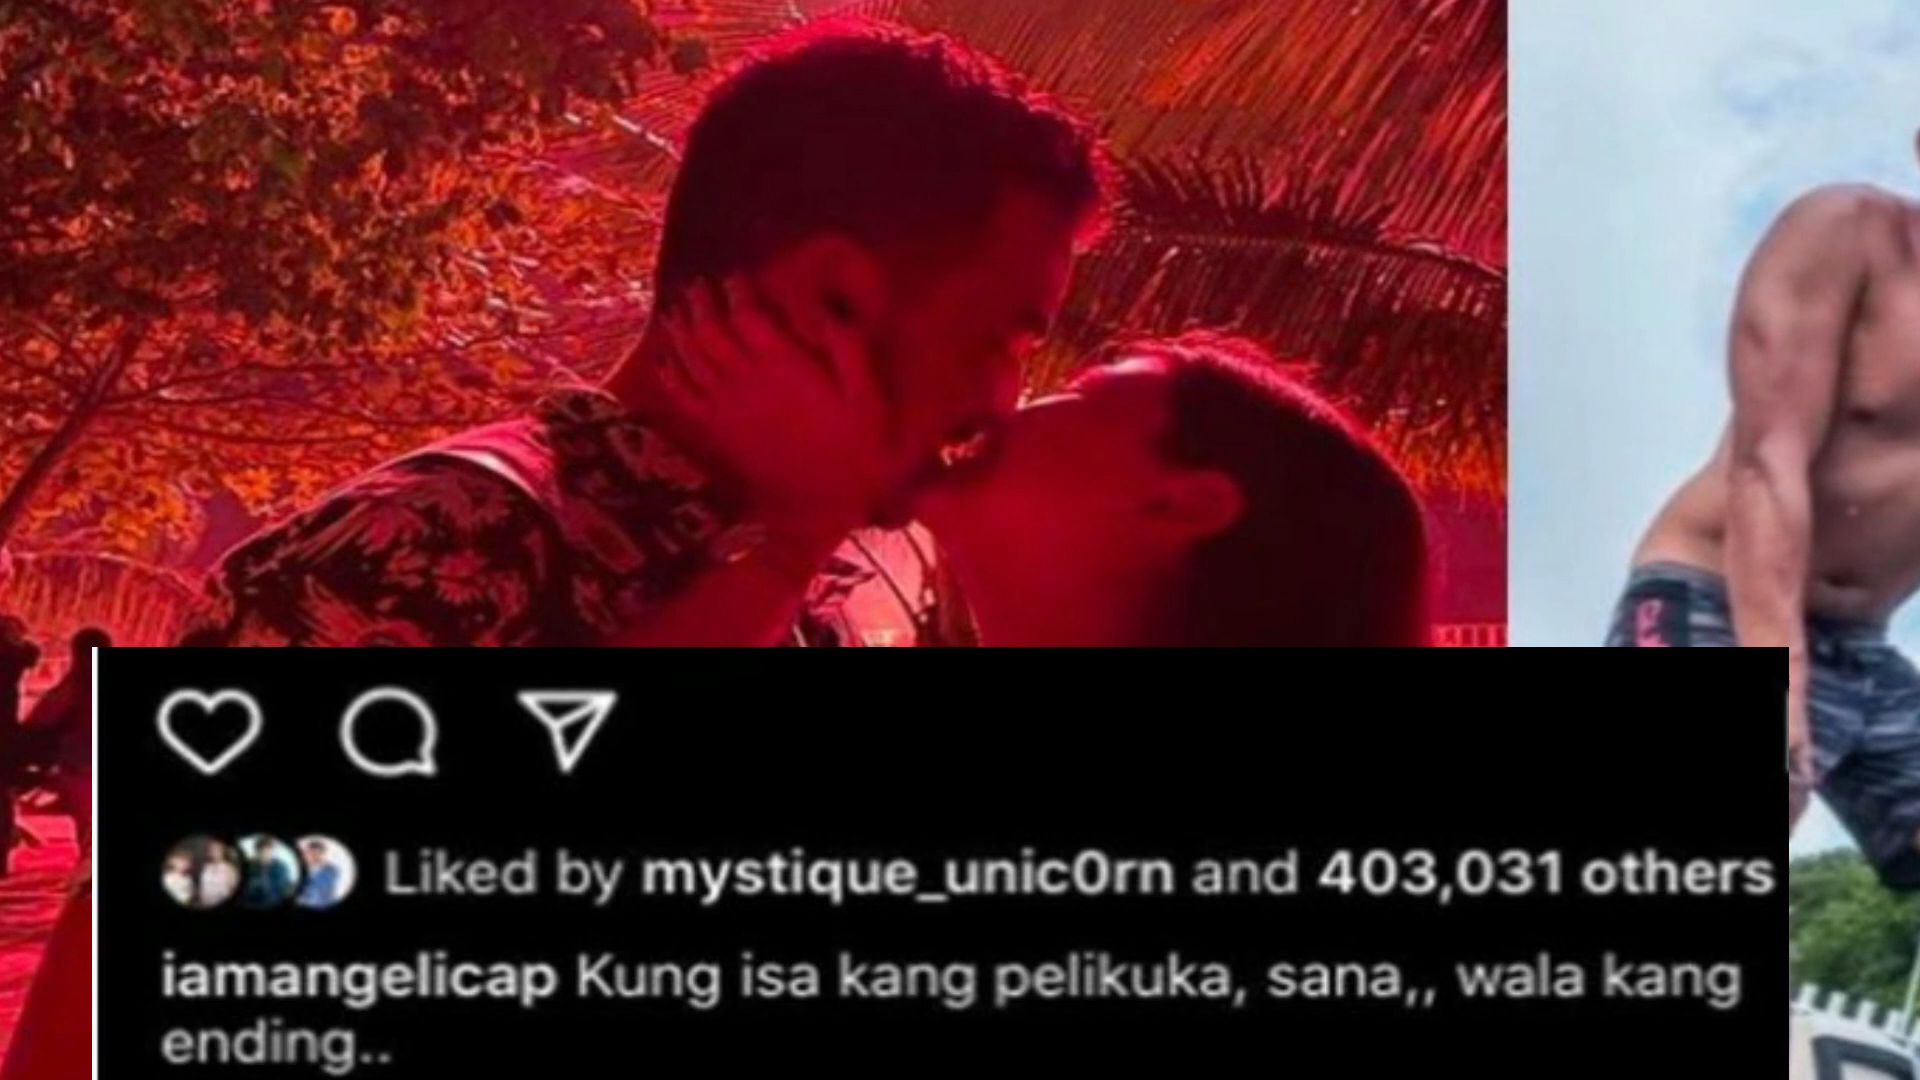 Liked by mystique_unic0rn and 403,031 others
iamangelicap Kung isa kang pelikuka, sana,, wala kang
ending..